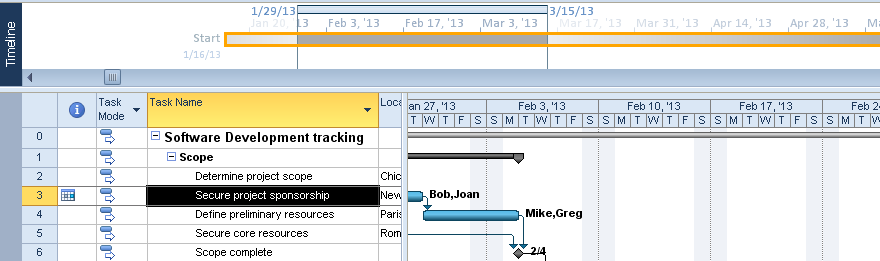 1/29/13 3/15/13
Jan 20, '13 Feb 3, '13 Feb 17, '13 Mar 3, '13 Mar 17, '13 Mar 31, '13 Apr 14, '13 Apr 28, '13 Ma
Start
1/16/13
Timeline
Task Mode Task Name Loca an 27, '13 Feb 3, '13 Feb 10, '13 Feb 17, '13 Feb 24
T W T F S S M T W T F S S M T W T F S S M T W T F S S M T
0 Software Development tracking
1 Scope
2 Determine project scope Chic
3 Secure project sponsorship New Bob,Joan
4 Define preliminary resources Paris Mike,Greg
5 Secure core resources Rom
6 Scope complete 2/4